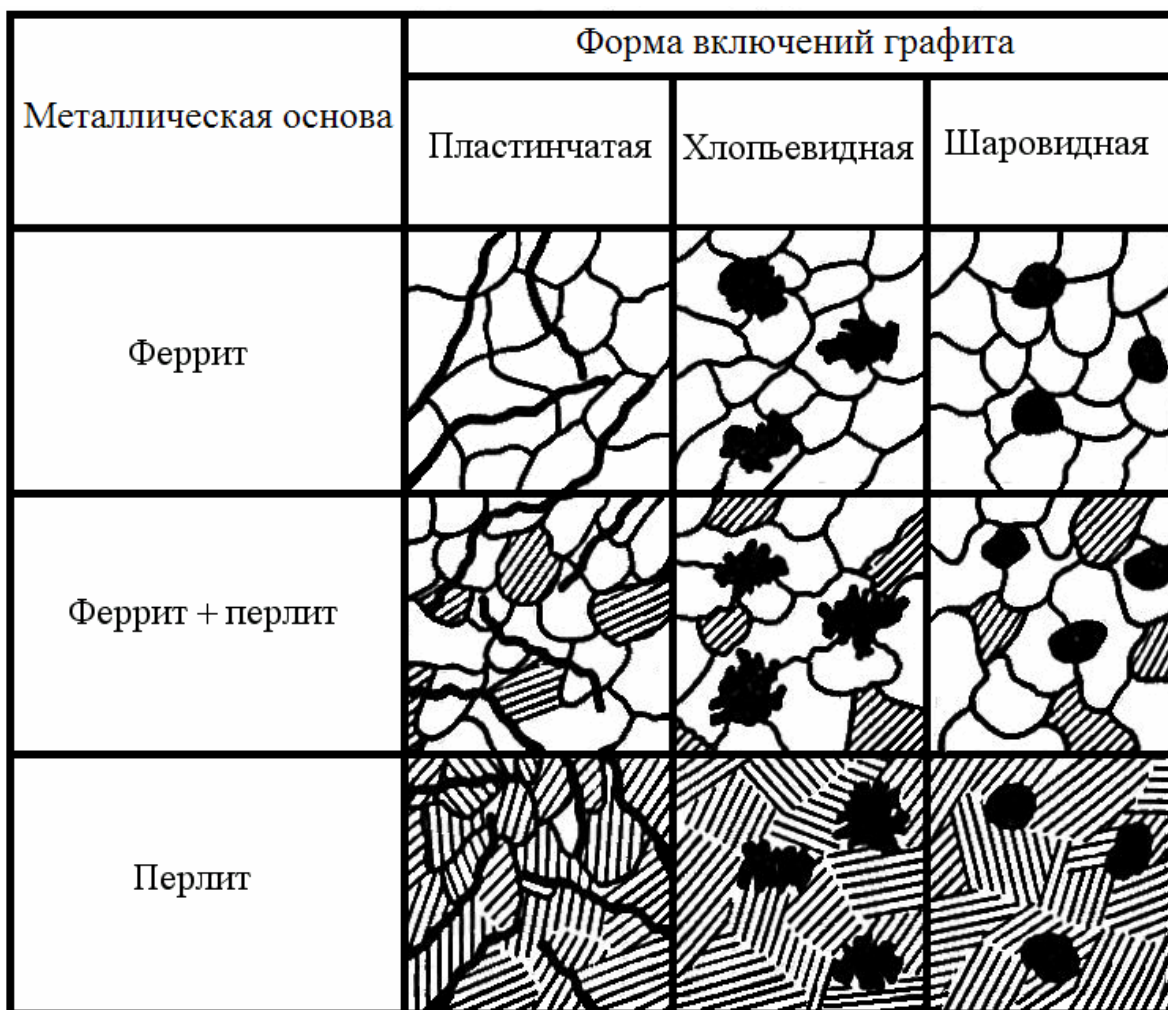 Форма включений графита
Металлическая основа
Пластинчатая
Хлопьевидная
Шаровидная
Феррит
Феррит + перлит
Перлит